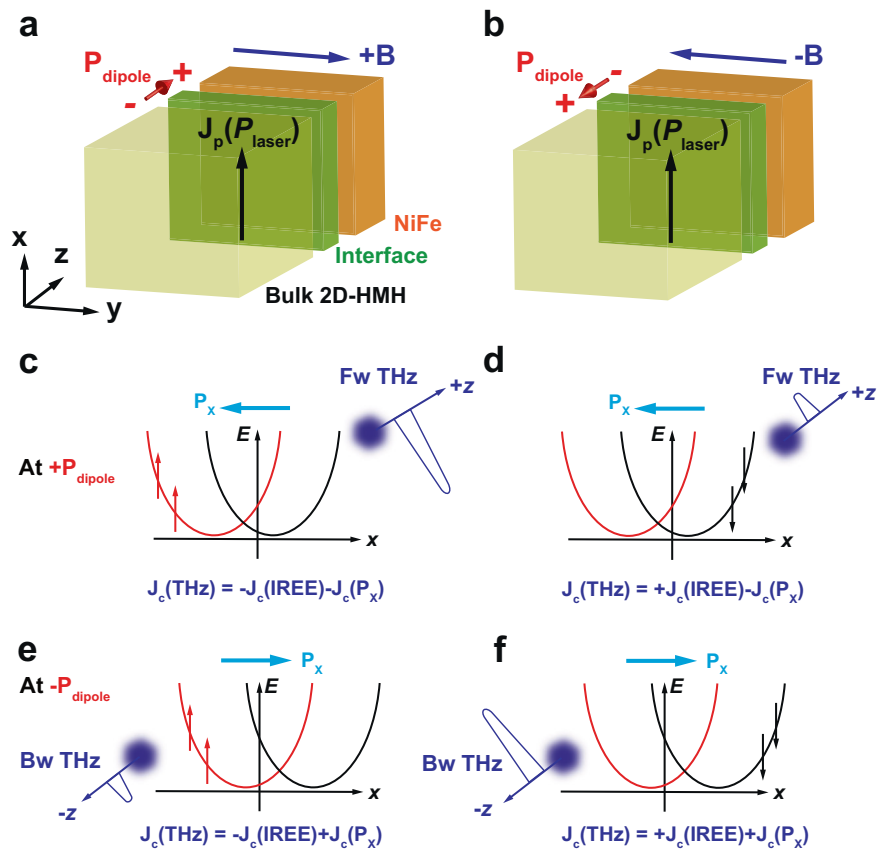 a
b
P_dipole
+
-
+B
J_p(P_laser)
NiFe
Interface
Bulk 2D-HMH
x
z
y
P_dipole
-
+
-B
J_p(P_laser)
c
d
At +P_dipole
P_X
E
x
Fw THz
+z
J_c(THz) = -J_c(IREE)-J_c(P_X)
P_X
E
x
Fw THz
+z
J_c(THz) = +J_c(IREE)-J_c(P_X)
e
f
At -P_dipole
P_X
E
x
Bw THz
-z
J_c(THz) = -J_c(IREE)+J_c(P_X)
P_X
E
x
Bw THz
-z
J_c(THz) = +J_c(IREE)+J_c(P_X)